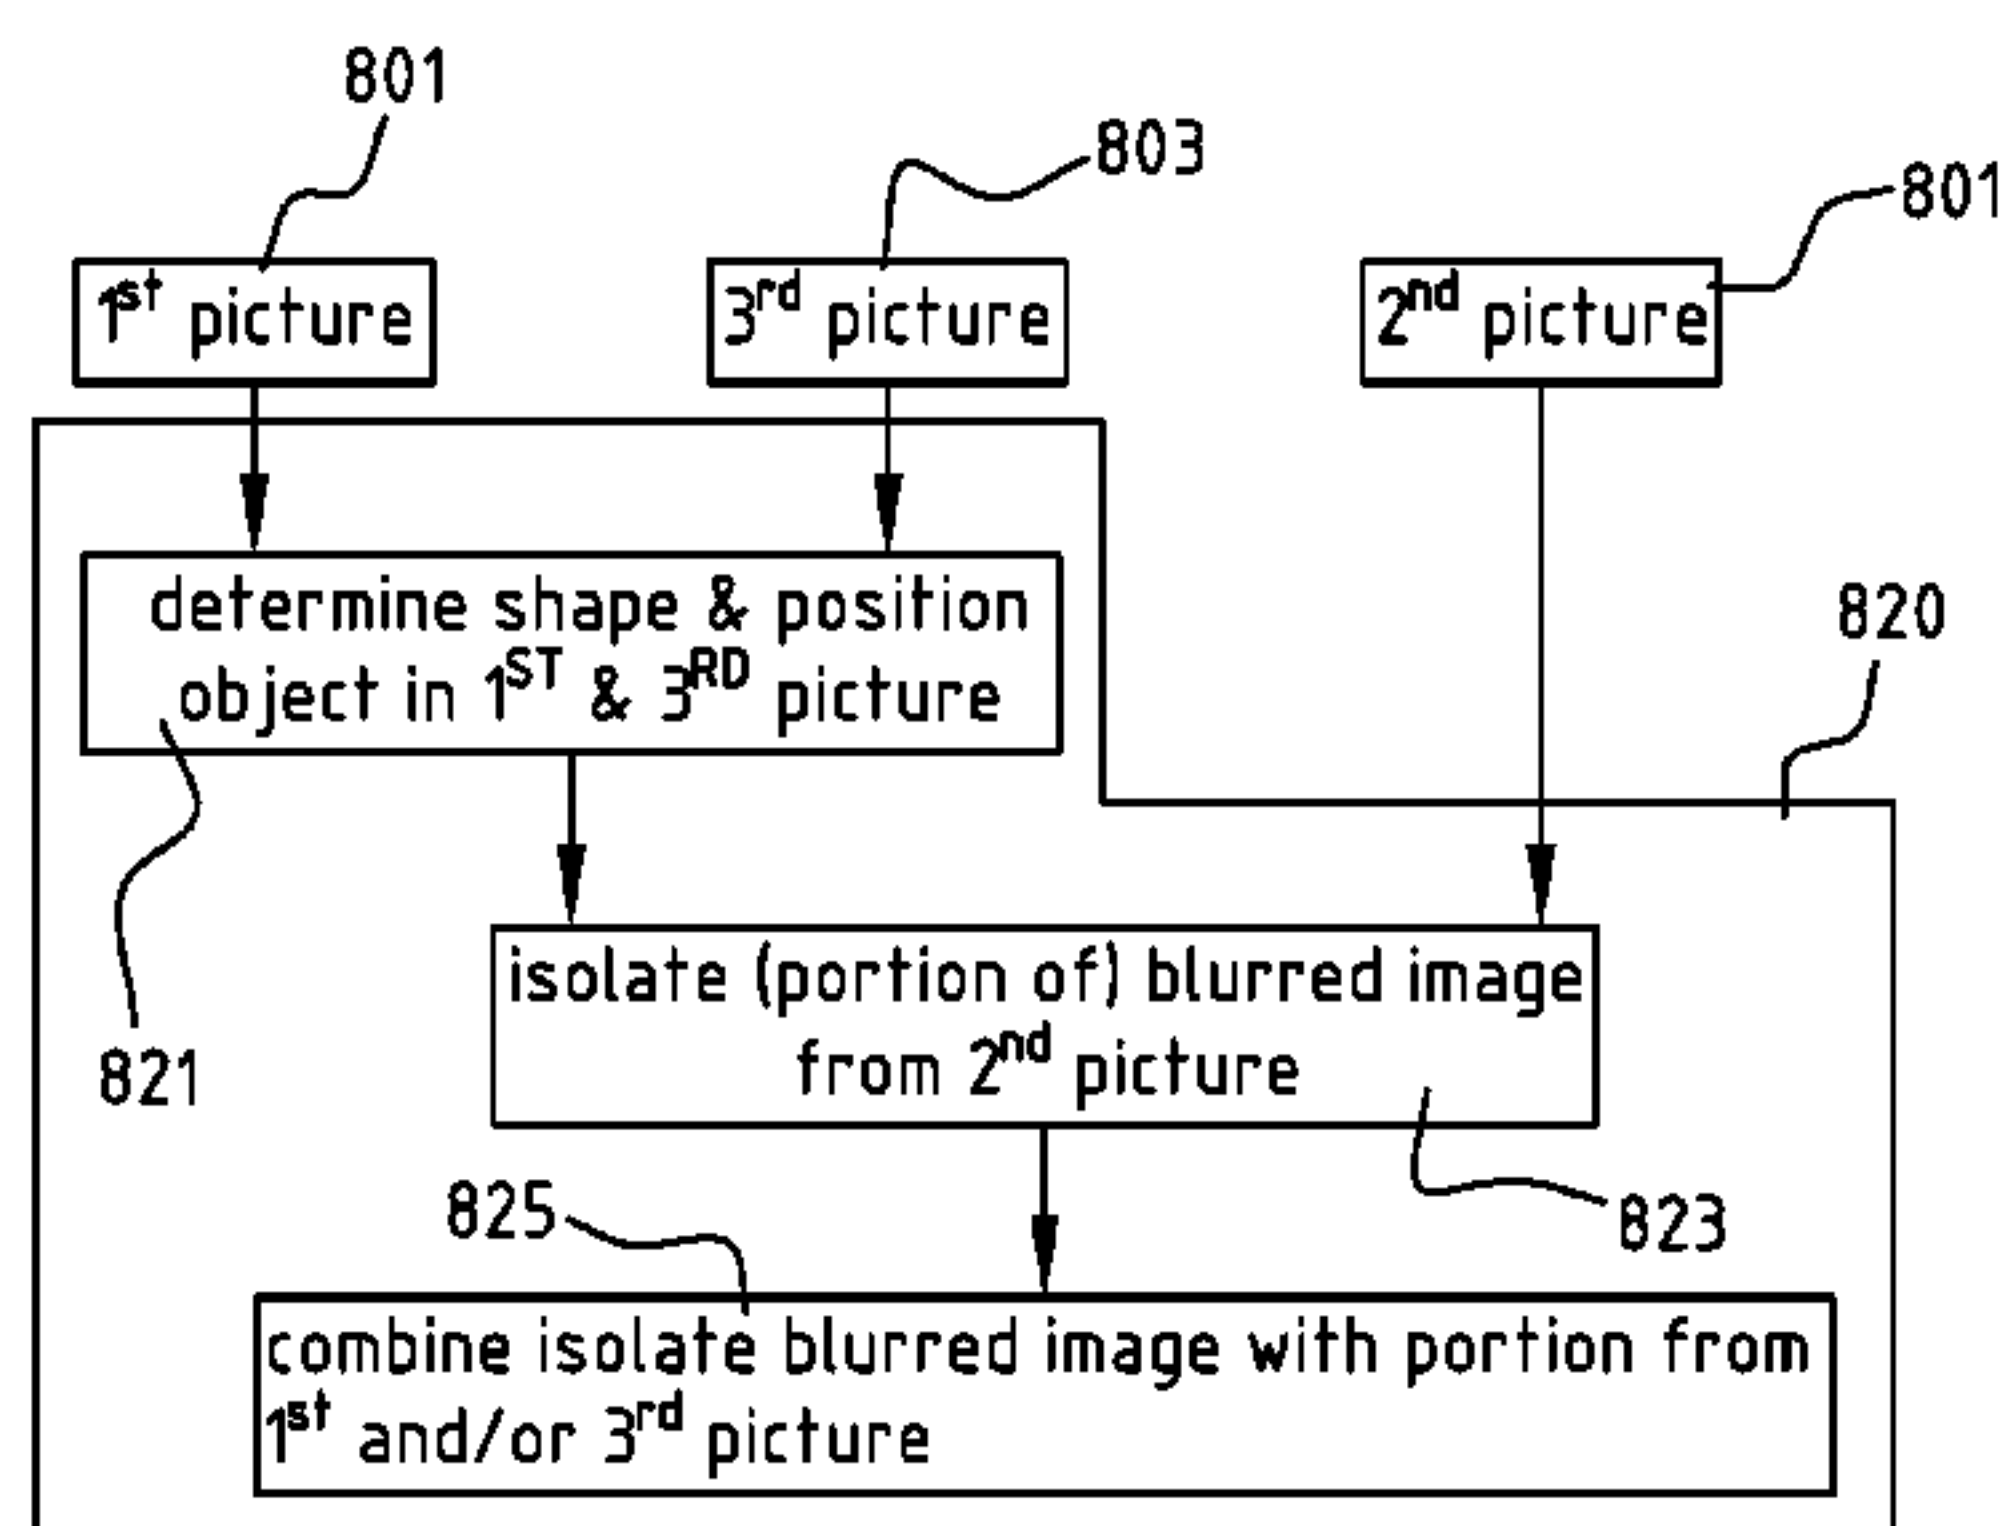 801
803
801
1st picture
3rd picture
2nd picture
820
determine shape & position
object in 1ST & 3RD picture
821
isolate (portion of) blurred image
from 2nd picture
823
825
combine isolate blurred image with portion from
1st and/or 3rd picture